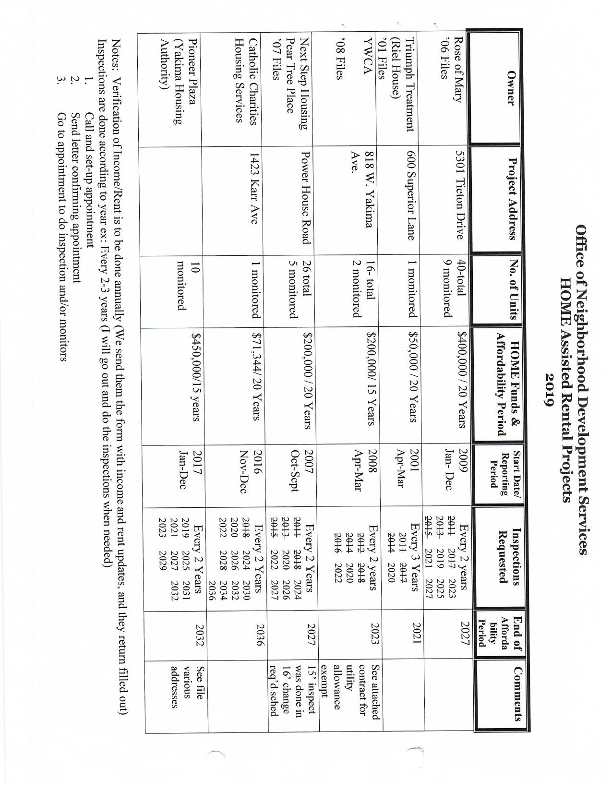 Office of Neighborhood Development Services
HOME Assisted Rental Projects
2019
Owner
Project Address
No. of Units
HOME Funds &
Affordability Period
Start Date/
Reporting
Period
Inspections
Requested
End of
Afforda
bility
Period
Comments
Rose of Mary
'06 Files
5301 Tieton Drive
40-total
9 monitored
$400,000 / 20 Years
2009
Jan- Dec
Every 2 years
2011 2017 2023
2013 2019 2025
2015 2021 2027
2027
Triumph Treatment
(Riel House)
'01 Files
600 Superior Lane
1 monitored
$50,000 / 20 Years
2001
Apr-Mar
Every 3 Years
2011 2017
2014 2020
2021
YWCA
'08 Files
818 W. Yakima
Ave.
16- total
2 monitored
$200,000/ 15 Years
2008
Apr-Mar
Every 2 years
2012 2018
2014 2020
2016 2022
2023
See attached
contract for
utility
allowance
exempt
Next Step Housing
Pear Tree Place
'07 Files
Power House Road
26 total
5 monitored
$200,000 / 20 Years
2007
Oct-Sept
Every 2 Years
2011 2018 2024
2013 2020 2026
2015 2022 2027
2027
15' inspect
was done in
16' change
req'd sched
Catholic Charities
Housing Services
1423 Karr Ave
1 monitored
$71,344/ 20 Years
2016
Nov-Dec
Every 2 Years
2018 2024 2030
2020 2026 2032
2022 2028 2034
2036
2036
Pioneer Plaza
(Yakima Housing
Authority)
10
monitored
$450,000/15 years
2017
Jan-Dec
Every 2 Years
2019 2025 2031
2021 2027 2032
2023 2029
2032
See file
various
addresses
Notes: Verification of Income/Rent is to be done annually (We send them the form with income and rent updates, and they return filled out)
Inspections are done according to year ex: Every 2-3 years (I will go out and do the inspections when needed)
1. Call and set-up appointment
2. Send letter confirming appointment
3. Go to appointment to do inspection and/or monitors